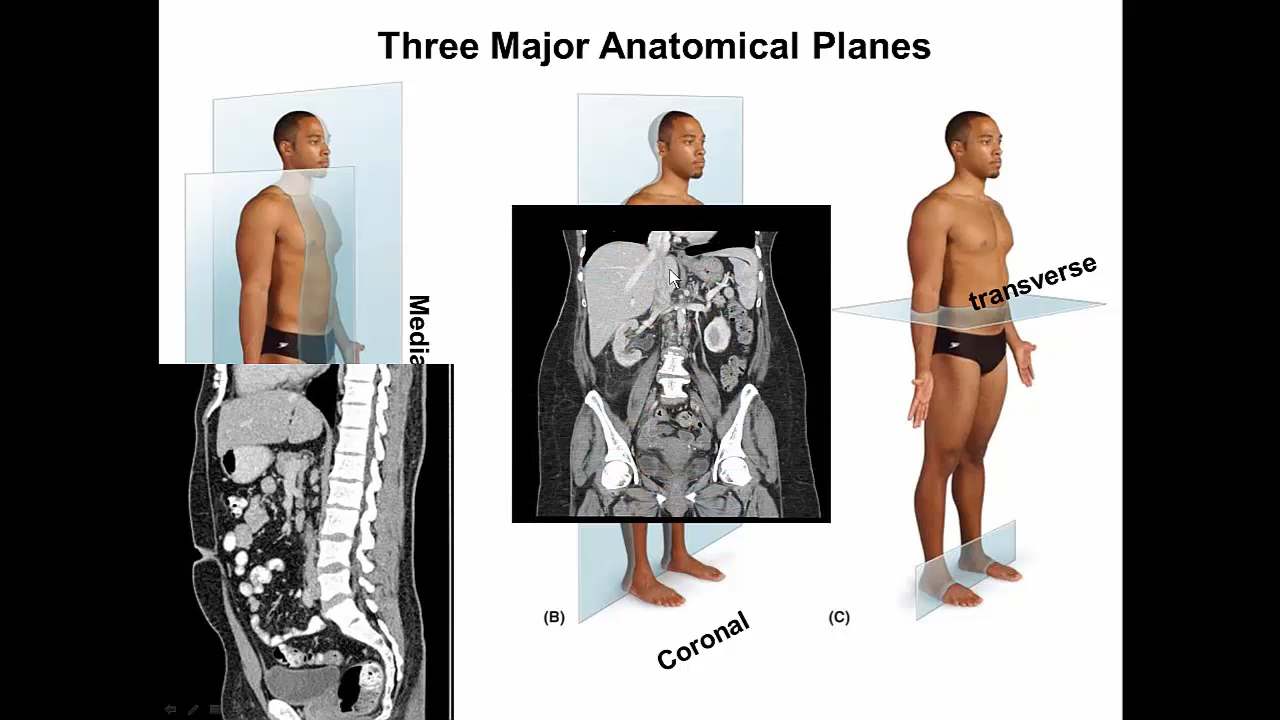 Three Major Anatomical Planes
Media
transverse
(B)
(C)
Coronal